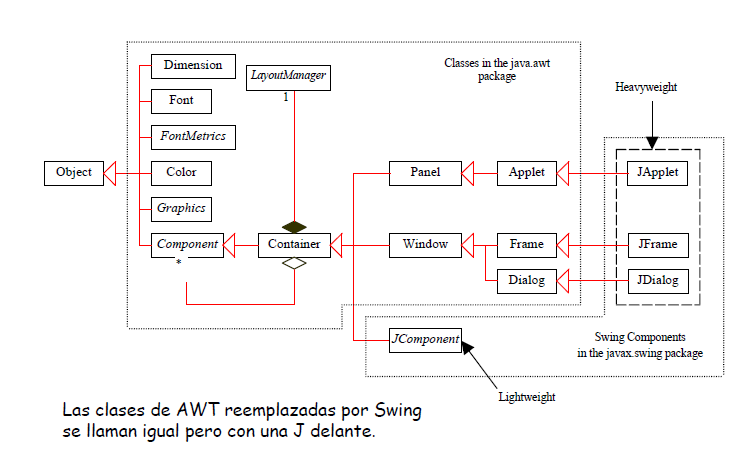 Classes in the java.awt
package
Dimension
LayoutManager
1
Heavyweight
Font
FontMetrics
Object
Color
Panel
Applet
JApplet
Graphics
Component
*
Container
Window
Frame
JFrame
Dialog
JDialog
JComponent
Swing Components
in the javax.swing package
Lightweight
Las clases de AWT reemplazadas por Swing
se llaman igual pero con una J delante.